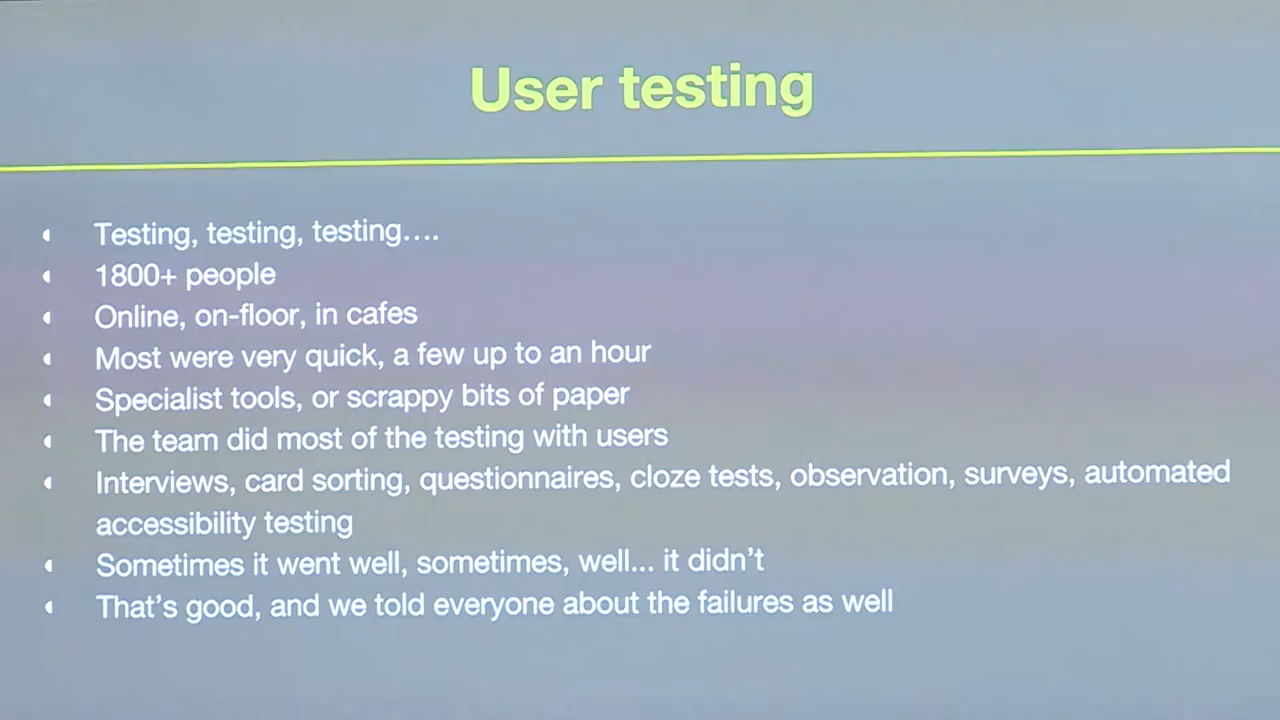 User testing
Testing, testing, testing….
1800+ people
Online, on-floor, in cafes
Most were very quick, a few up to an hour
Specialist tools, or scrappy bits of paper
The team did most of the testing with users
Interviews, card sorting, questionnaires, cloze tests, observation, surveys, automated
accessibility testing
Sometimes it went well, sometimes, well... it didn’t
That’s good, and we told everyone about the failures as well